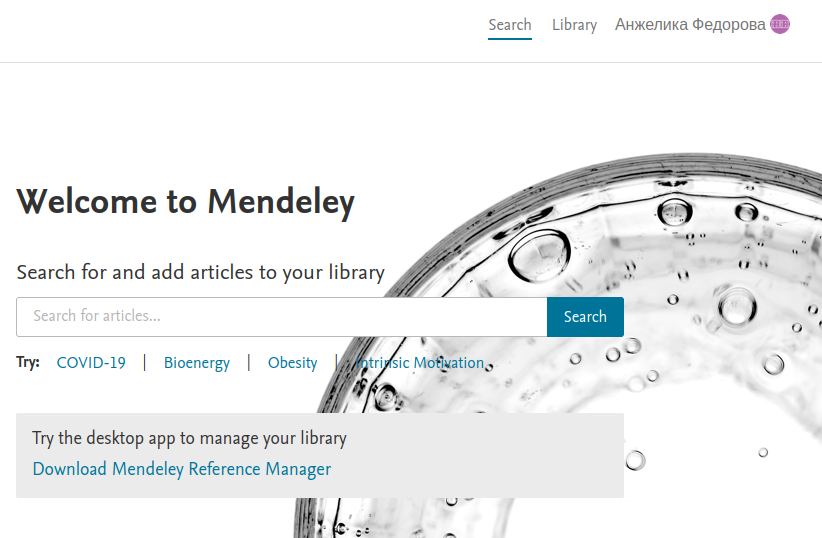 Search Library Анжелика Федорова
Welcome to Mendeley
Search for and add articles to your library
Search for articles... Search
Try: COVID-19 | Bioenergy | Obesity | Intrinsic Motivation
Try the desktop app to manage your library
Download Mendeley Reference Manager